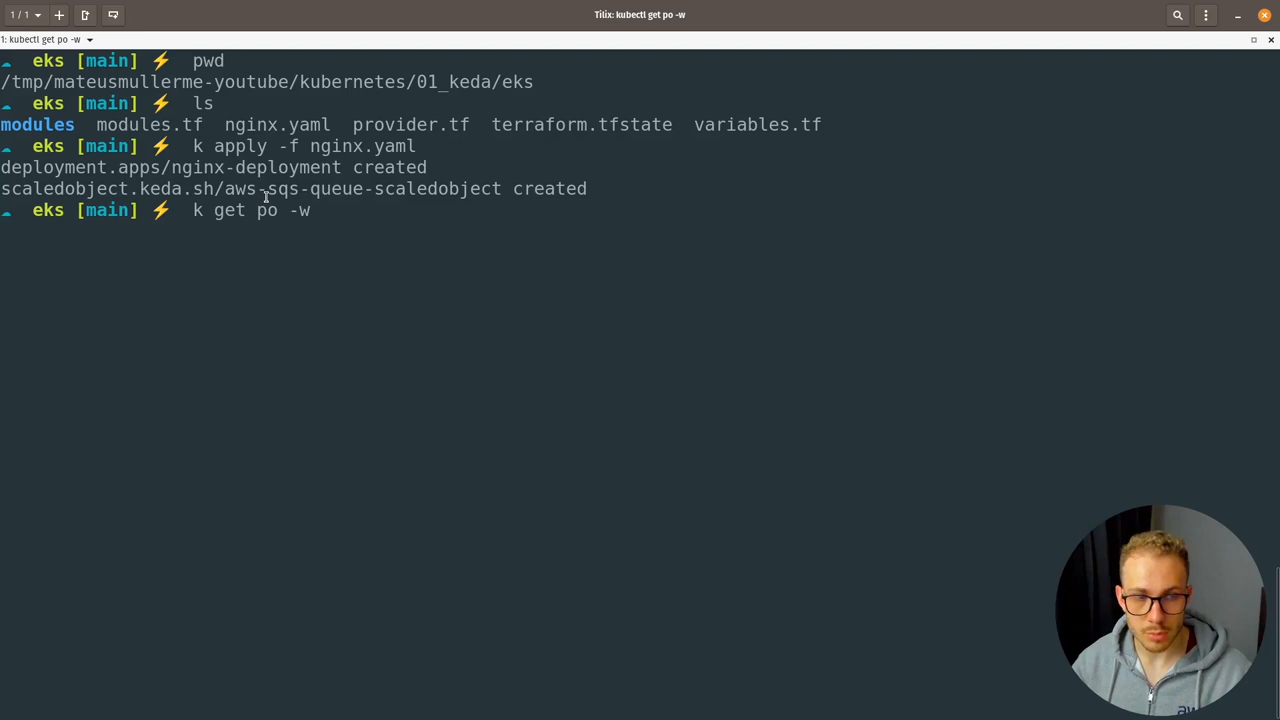 1 / 1
Tilix: kubectl get po -w
1: kubectl get po -w
eks [main] ⚡ pwd
/tmp/mateusmullerme-youtube/kubernetes/01_keda/eks
eks [main] ⚡ ls
modules  modules.tf  nginx.yaml  provider.tf  terraform.tfstate  variables.tf
eks [main] ⚡ k apply -f nginx.yaml
deployment.apps/nginx-deployment created
scaledobject.keda.sh/aws-sqs-queue-scaledobject created
eks [main] ⚡ k get po -w
aw